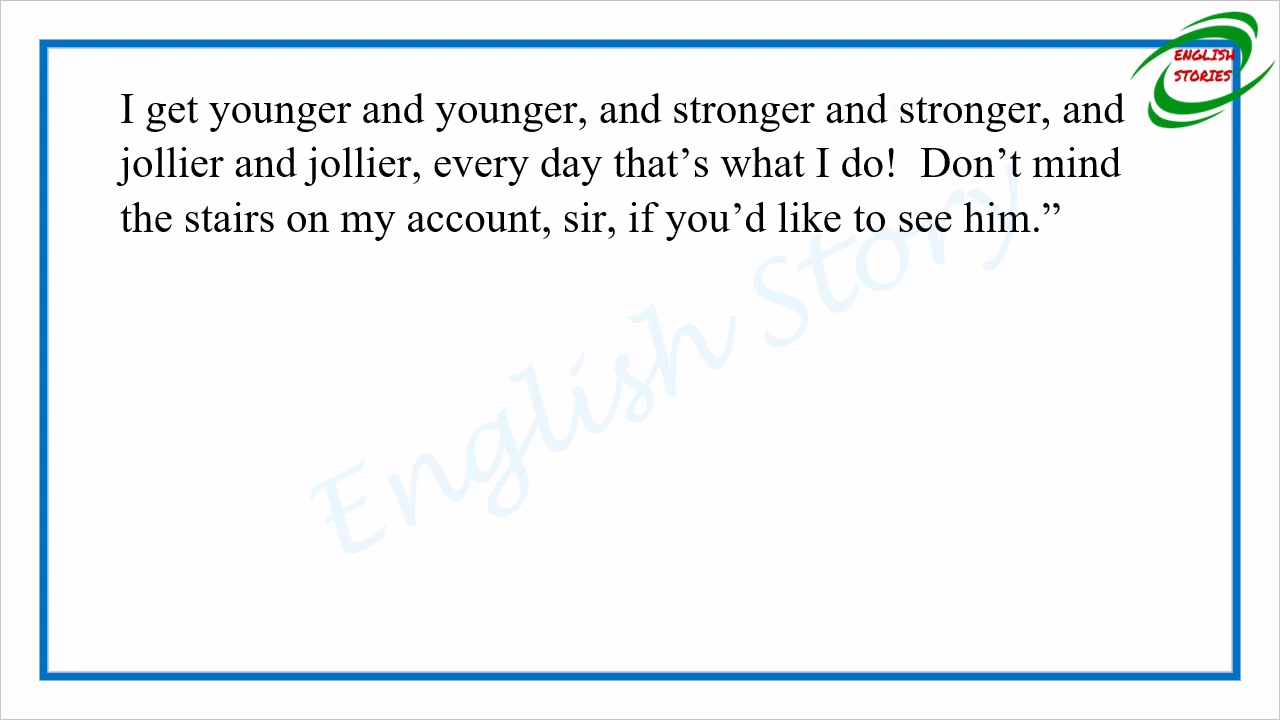 ENGLISH
STORIES
I get younger and younger, and stronger and stronger, and
jollier and jollier, every day that’s what I do!  Don’t mind
the stairs on my account, sir, if you’d like to see him.”
English Story